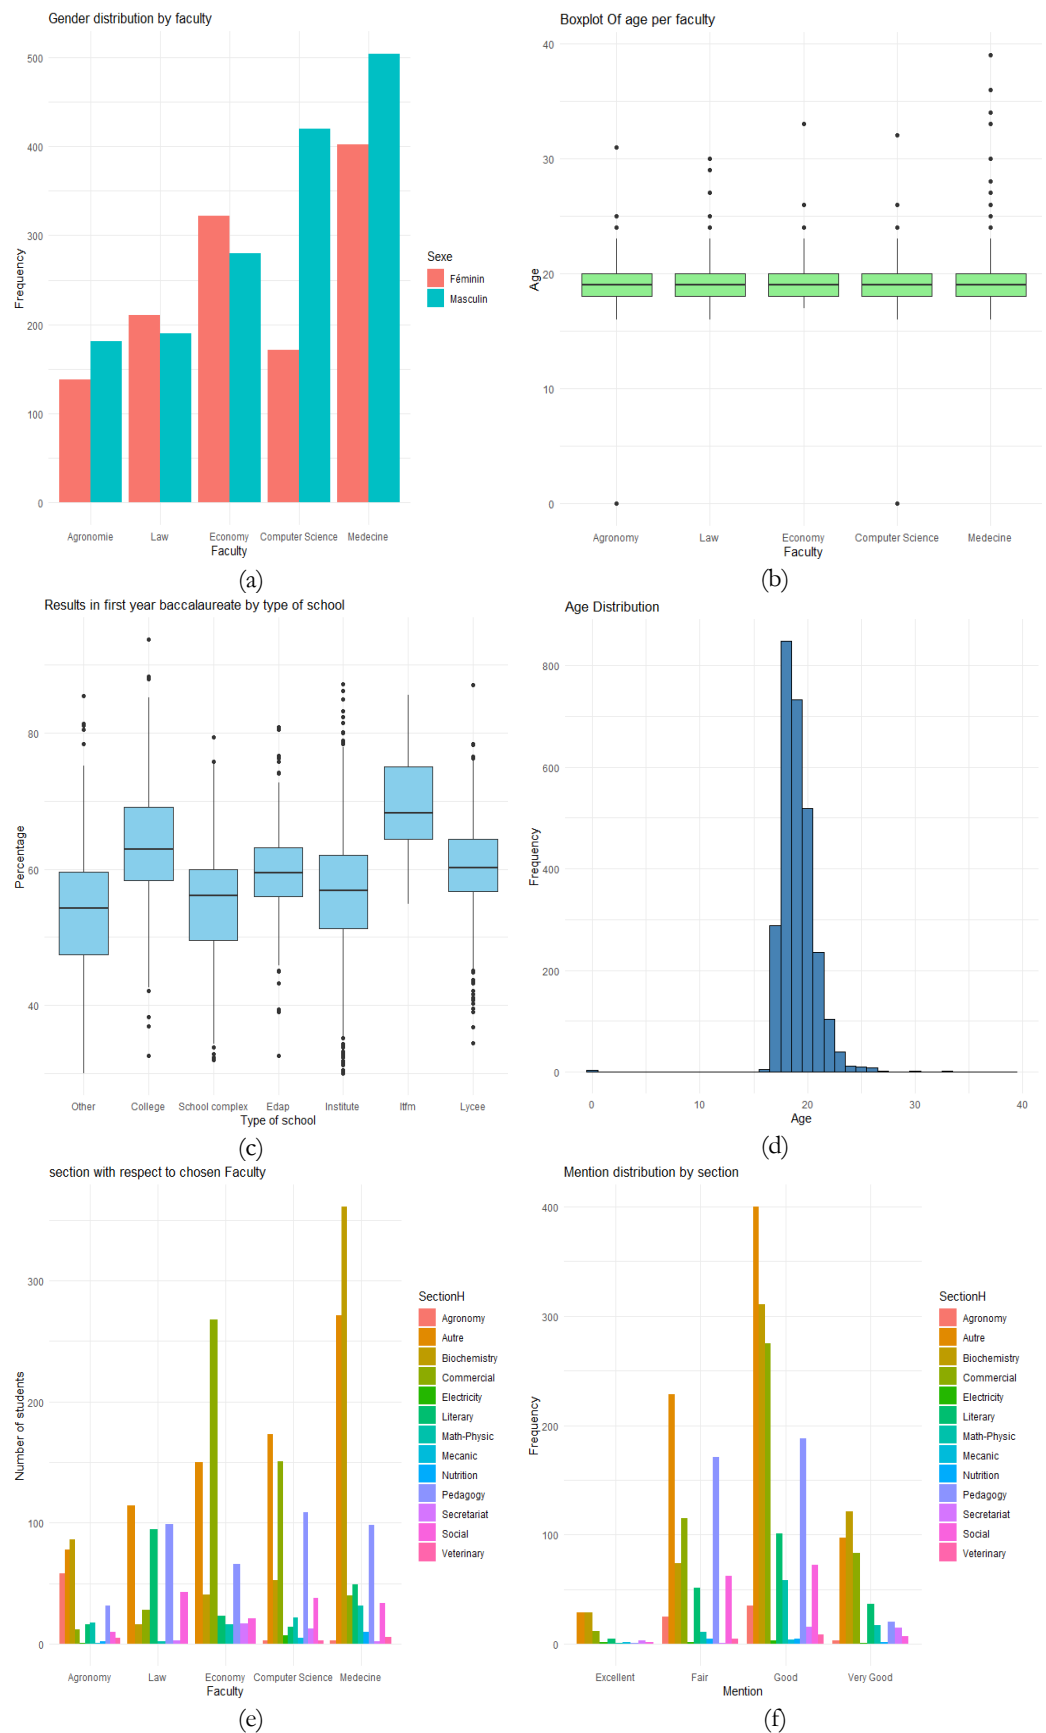 Gender distribution by faculty
Frequency
500
400
300
200
100
0
Agronomie Law Economy Computer Science Medecine
Faculty
Sexe
Féminin
Masculin
(a)
Boxplot Of age per faculty
Age
40
30
20
10
0
Agronomy Law Economy Computer Science Medecine
Faculty
(b)
Results in first year baccalaureate by type of school
Percentage
80
60
40
Other College School complex Edap Institute Itfm Lycee
Type of school
(c)
Age Distribution
Frequency
800
600
400
200
0
0 10 20 30 40
Age
(d)
section with respect to chosen Faculty
Number of students
300
200
100
0
Agronomy Law Economy Computer Science Medecine
Faculty
SectionH
Agronomy
Autre
Biochemistry
Commercial
Electricity
Literary
Math-Physic
Mecanic
Nutrition
Pedagogy
Secretariat
Social
Veterinary
(e)
Mention distribution by section
Frequency
400
300
200
100
0
Excellent Fair Good Very Good
Mention
SectionH
Agronomy
Autre
Biochemistry
Commercial
Electricity
Literary
Math-Physic
Mecanic
Nutrition
Pedagogy
Secretariat
Social
Veterinary
(f)